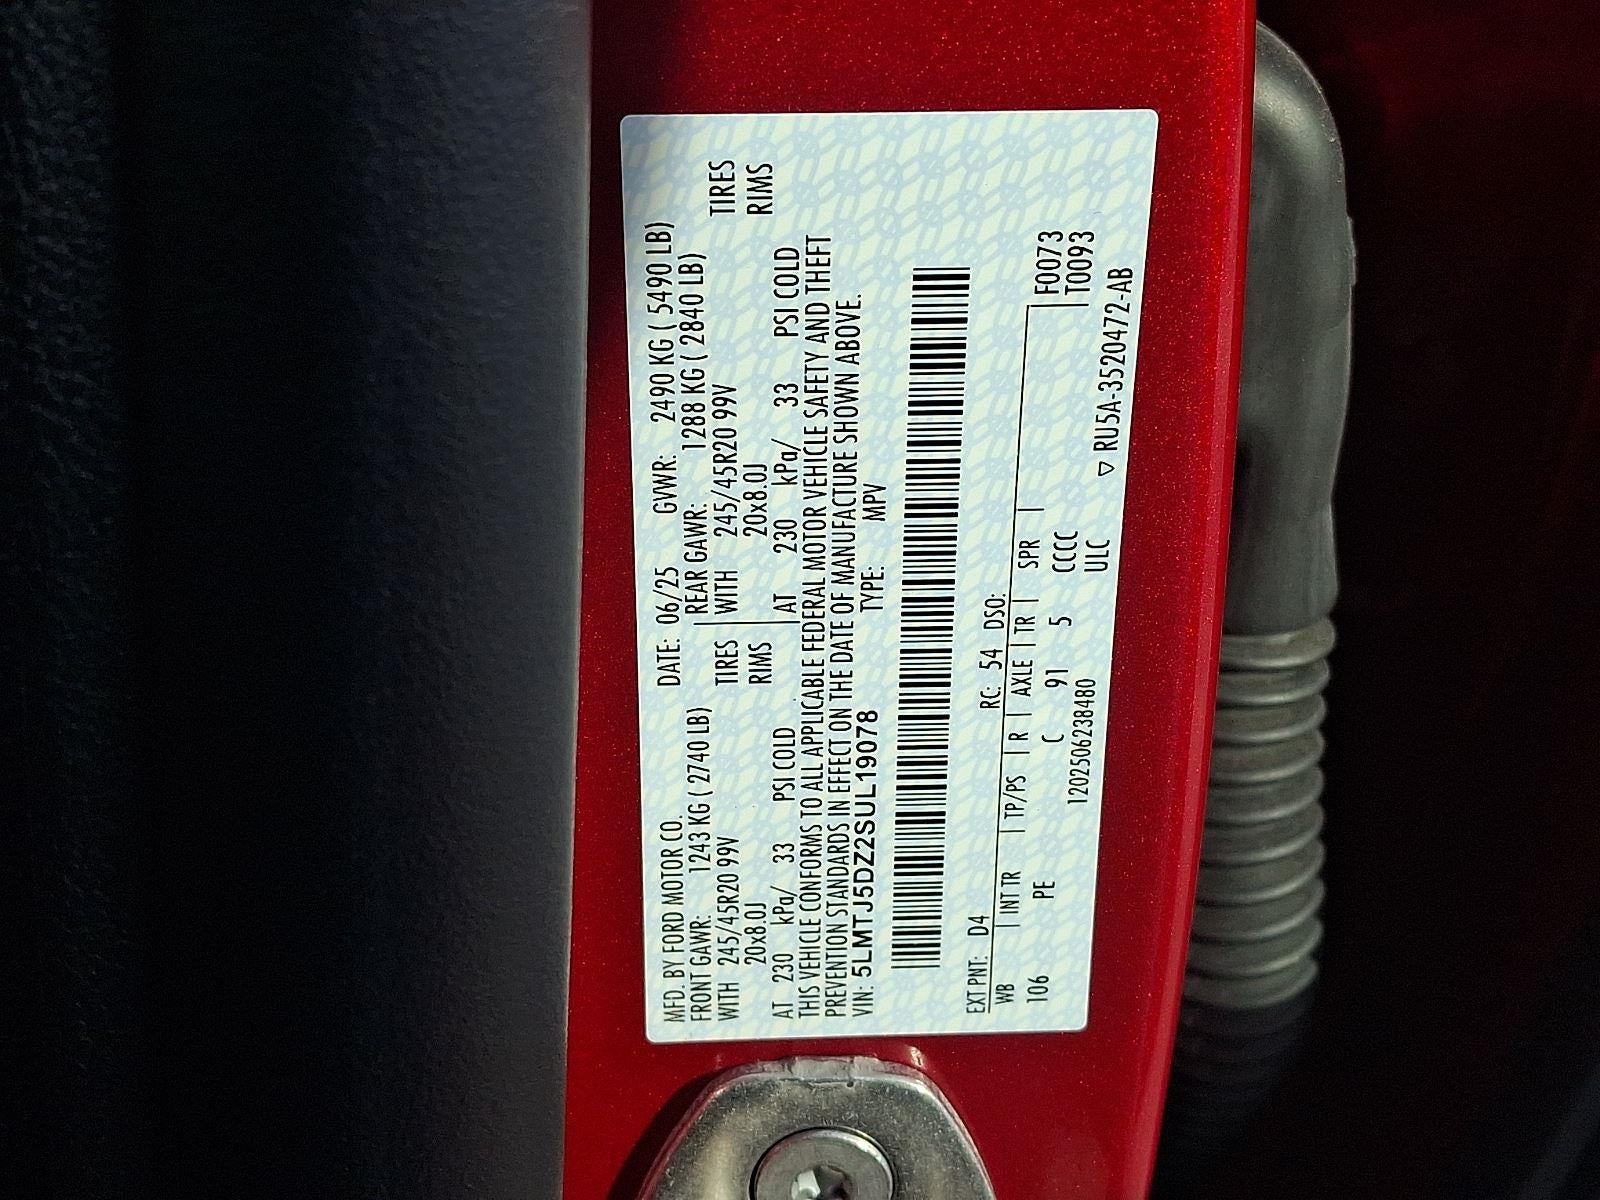 MFD. BY FORD MOTOR CO. DATE: 06/25 GVWR: 2490 KG ( 5490 LB)
FRONT GAWR: 1243 KG ( 2740 LB) REAR GAWR: 1288 KG ( 2840 LB)
WITH 245/45R20 99V TIRES WITH 245/45R20 99V TIRES
20x8.0J RIMS 20x8.0J RIMS
AT 230 kPa/ 33 PSI COLD AT 230 kPa/ 33 PSI COLD
THIS VEHICLE CONFORMS TO ALL APPLICABLE FEDERAL MOTOR VEHICLE SAFETY AND THEFT
PREVENTION STANDARDS IN EFFECT ON THE DATE OF MANUFACTURE SHOWN ABOVE.
VIN: 5LMTJ5DZ2SUL19078 TYPE: MPV
EXT PNT: D4 RC: 54 DSO:
WB | INT TR | TP/PS | R | AXLE | TR | SPR | F0073
106 PE C 91 5 CCCC T0093
1202506238480 ULC
▽ RU5A-3520472-AB